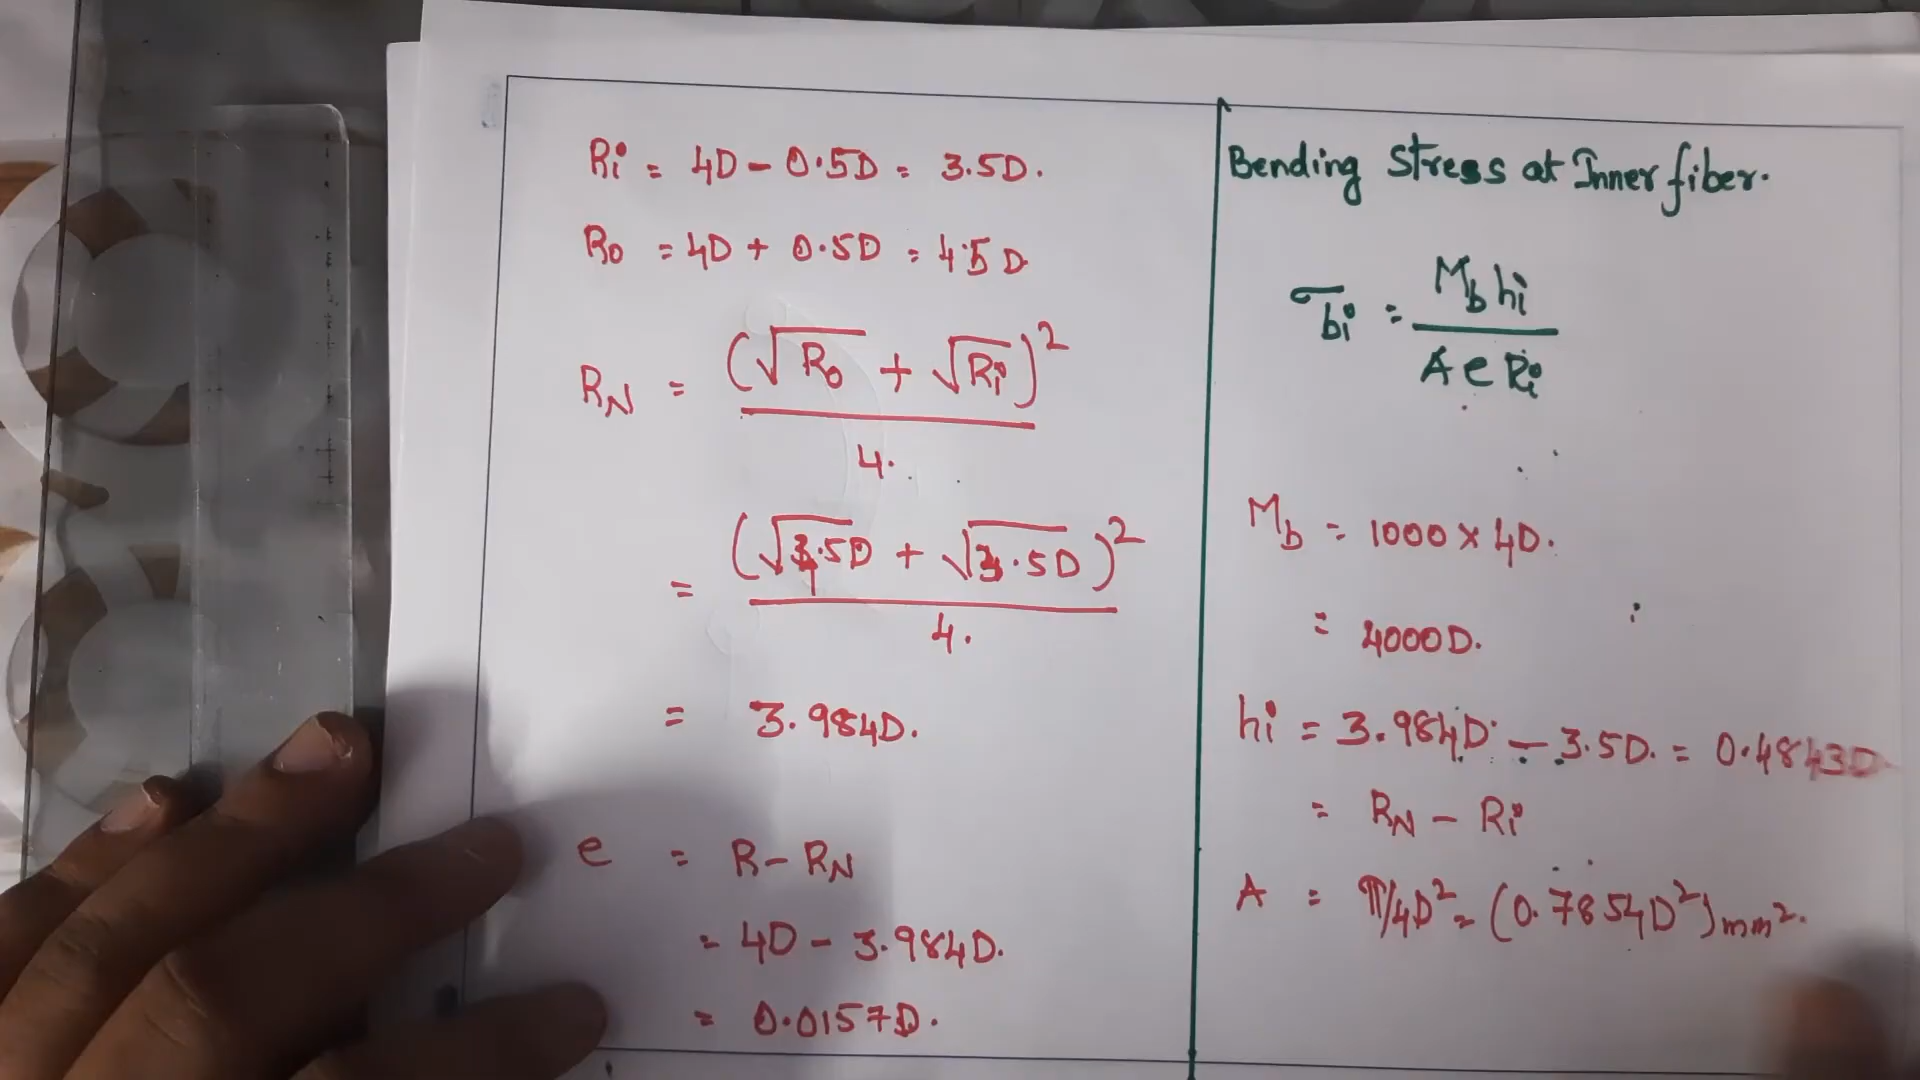 Ri = 4D - 0.5D = 3.5D.
Ro = 4D + 0.5D = 4.5D
RN = (√Ro + √Ri)²
4.
= (√4.5D + √3.5D)²
4.
= 3.984D.
e = R - RN
= 4D - 3.984D.
= 0.0157D.
Bending Stress at Inner fiber.
σbi = Mb hi
A e Ri
Mb = 1000 x 4D.
= 4000D.
hi = 3.984D - 3.5D. = 0.4843D
= RN - Ri
A = π/4D² = (0.7854D²)mm².